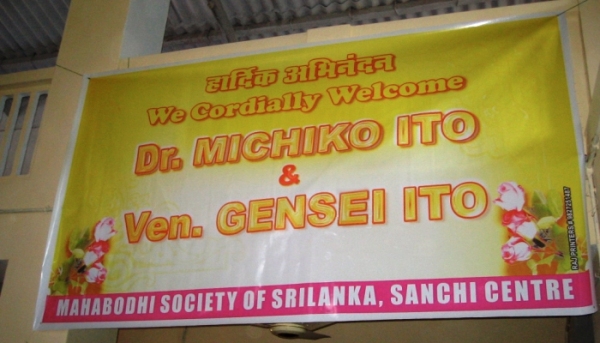 हार्दिक अभिनंदन
We Cordially Welcome
Dr. MICHIKO ITO
&
Ven. GENSEI ITO
MAHABODHI SOCIETY OF SRILANKA, SANCHI CENTRE